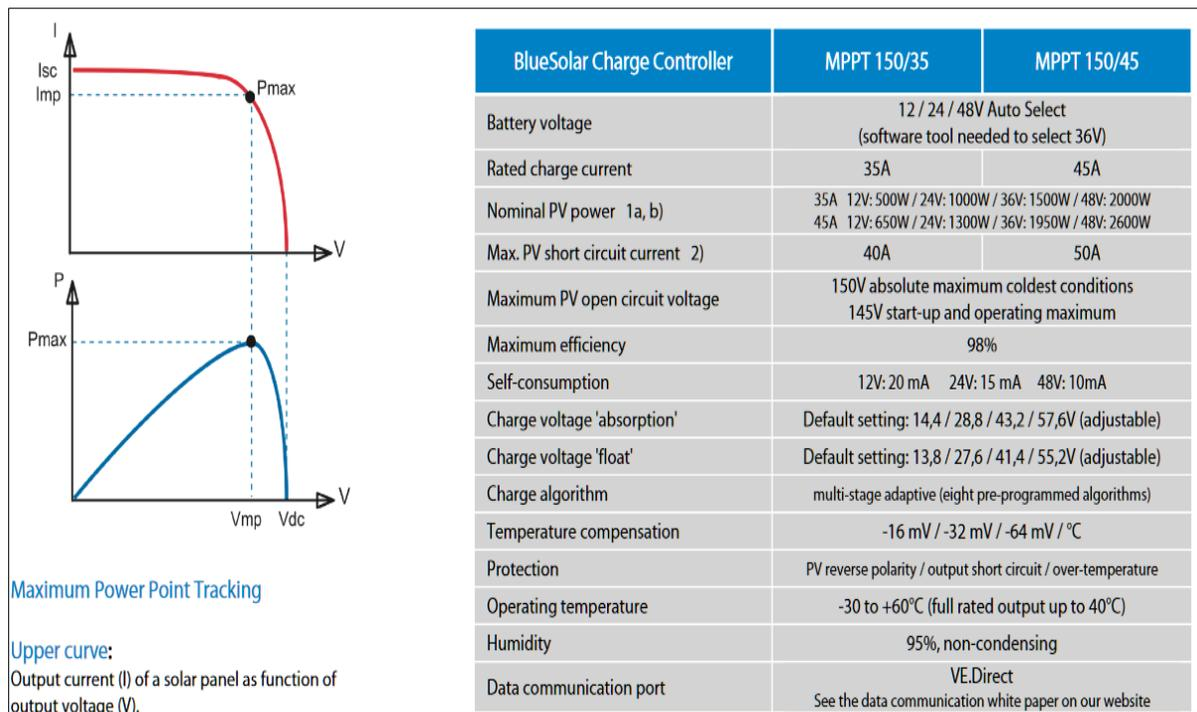 I
Isc
Imp
Pmax
V
P
Pmax
V
Vmp Vdc
Maximum Power Point Tracking
Upper curve:
Output current (I) of a solar panel as function of
output voltage (V).
BlueSolar Charge Controller MPPT 150/35 MPPT 150/45
Battery voltage 12 / 24 / 48V Auto Select
(software tool needed to select 36V)
Rated charge current 35A 45A
Nominal PV power 1a, b) 35A 12V: 500W / 24V: 1000W / 36V: 1500W / 48V: 2000W
45A 12V: 650W / 24V: 1300W / 36V: 1950W / 48V: 2600W
Max. PV short circuit current 2) 40A 50A
Maximum PV open circuit voltage 150V absolute maximum coldest conditions
145V start-up and operating maximum
Maximum efficiency 98%
Self-consumption 12V: 20 mA 24V: 15 mA 48V: 10mA
Charge voltage 'absorption' Default setting: 14,4 / 28,8 / 43,2 / 57,6V (adjustable)
Charge voltage 'float' Default setting: 13,8 / 27,6 / 41,4 / 55,2V (adjustable)
Charge algorithm multi-stage adaptive (eight pre-programmed algorithms)
Temperature compensation -16 mV / -32 mV / -64 mV / °C
Protection PV reverse polarity / output short circuit / over-temperature
Operating temperature -30 to +60°C (full rated output up to 40°C)
Humidity 95%, non-condensing
Data communication port VE.Direct
See the data communication white paper on our website